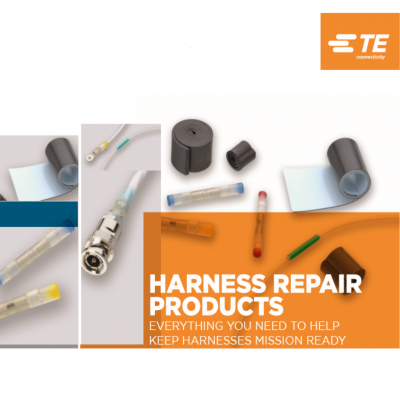 TE
connectivity
HARNESS REPAIR
PRODUCTS
EVERYTHING YOU NEED TO HELP
KEEP HARNESSES MISSION READY